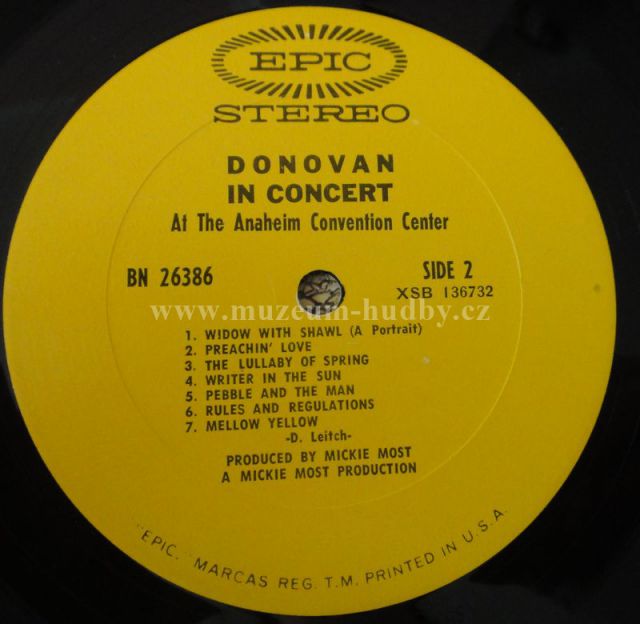 EPIC
STEREO
DONOVAN
IN CONCERT
At The Anaheim Convention Center
BN 26386
SIDE 2
XSB 136732
www.muzeum-hudby.cz
1. WIDOW WITH SHAWL (A Portrait)
2. PREACHIN' LOVE
3. THE LULLABY OF SPRING
4. WRITER IN THE SUN
5. PEBBLE AND THE MAN
6. RULES AND REGULATIONS
7. MELLOW YELLOW
-D. Leitch-
PRODUCED BY MICKIE MOST
A MICKIE MOST PRODUCTION
"EPIC," MARCAS REG. T.M. PRINTED IN U.S.A.